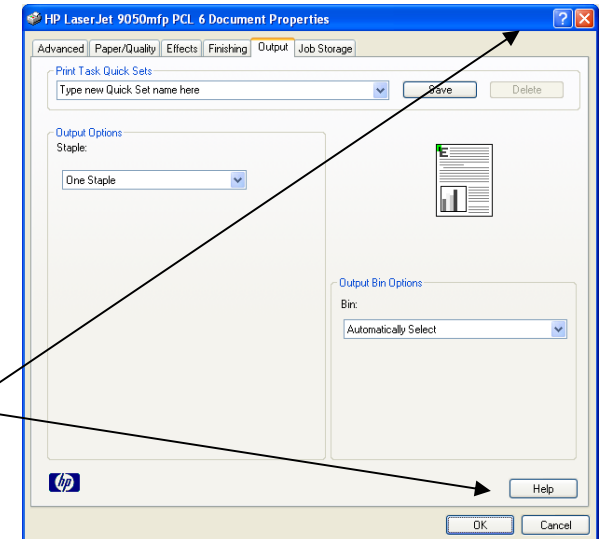 HP LaserJet 9050mfp PCL 6 Document Properties
Advanced Paper/Quality Effects Finishing Output Job Storage
Print Task Quick Sets
Type new Quick Set name here Save Delete
Output Options
Staple:
One Staple
E
Output Bin Options
Bin:
Automatically Select
hp
Help
OK Cancel